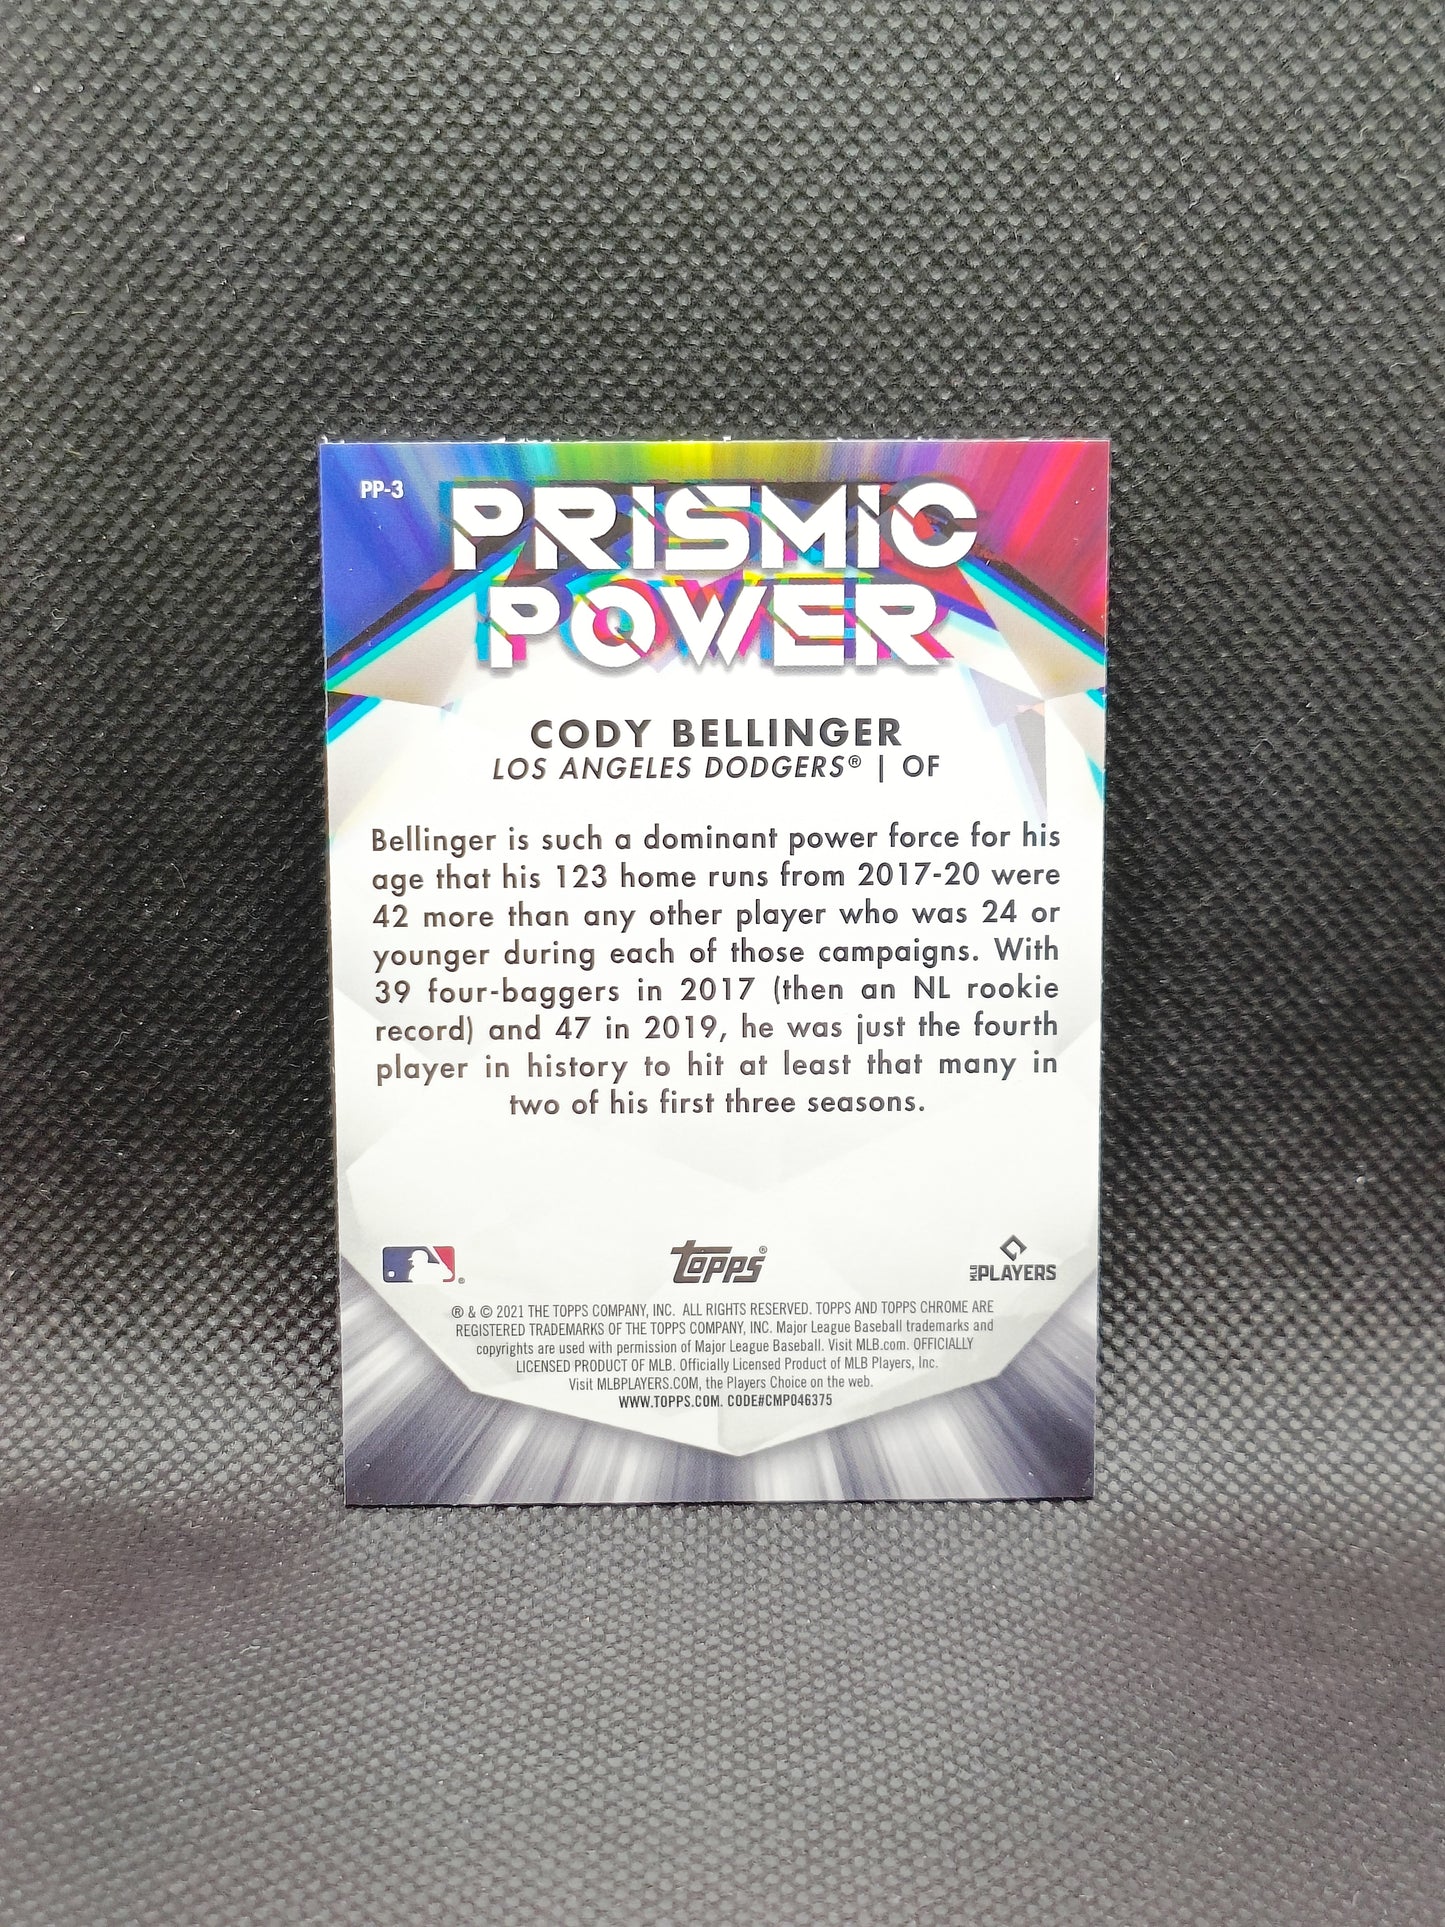 PP-3
PRISMIC
POWER
CODY BELLINGER
LOS ANGELES DODGERS® | OF
Bellinger is such a dominant power force for his
age that his 123 home runs from 2017-20 were
42 more than any other player who was 24 or
younger during each of those campaigns. With
39 four-baggers in 2017 (then an NL rookie
record) and 47 in 2019, he was just the fourth
player in history to hit at least that many in
two of his first three seasons.
® topps® MLB PLAYERS
® & © 2021 THE TOPPS COMPANY, INC. ALL RIGHTS RESERVED. TOPPS AND TOPPS CHROME ARE
REGISTERED TRADEMARKS OF THE TOPPS COMPANY, INC. Major League Baseball trademarks and
copyrights are used with permission of Major League Baseball. Visit MLB.com. OFFICIALLY
LICENSED PRODUCT OF MLB. Officially Licensed Product of MLB Players, Inc.
Visit MLBPLAYERS.COM, the Players Choice on the web.
WWW.TOPPS.COM. CODE#CMP046375